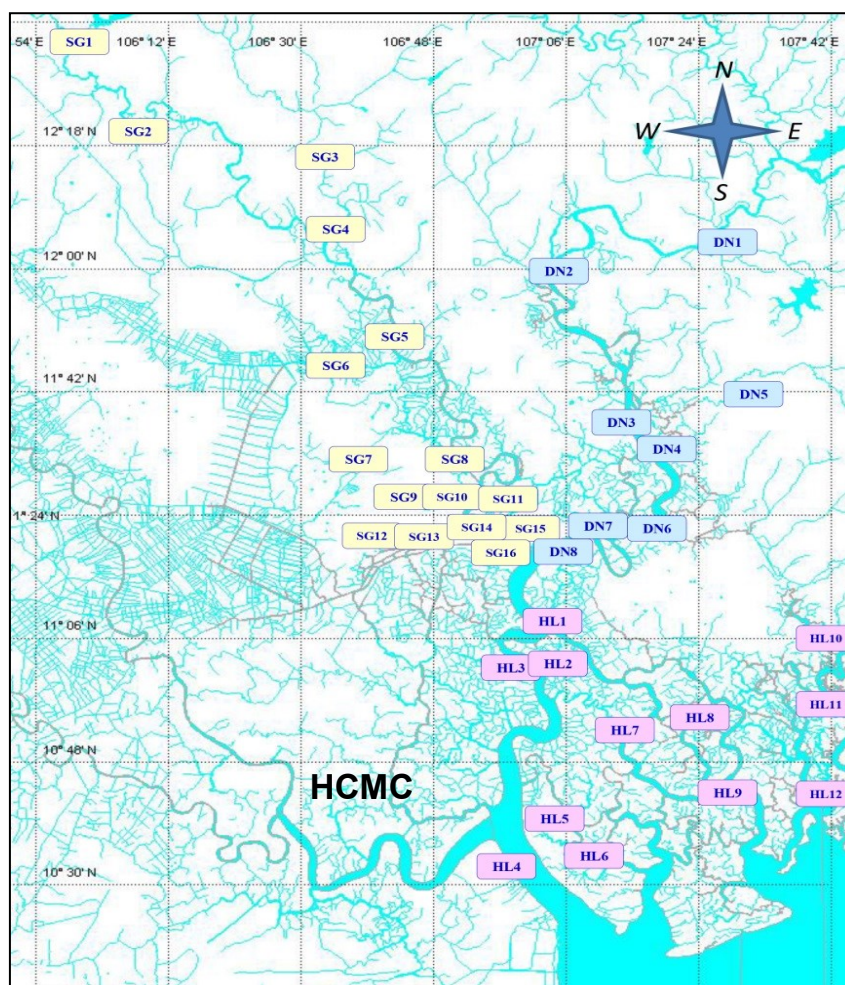 54' E 106° 12' E 106° 30' E 106° 48' E 107° 06' E 107° 24' E 107° 42' E
SG1
N
W E
S
12° 18' N
SG2
SG3
SG4
DN1
12° 00' N
DN2
SG5
SG6
11° 42' N
DN5
DN3
DN4
SG7 SG8
SG9 SG10 SG11
1° 24' N
SG12 SG13 SG14 SG15 DN7 DN6
SG16 DN8
HL1
11° 06' N
HL10
HL3 HL2
HL11
HL7 HL8
10° 48' N
HCMC
HL9 HL12
HL5
HL6
HL4
10° 30' N